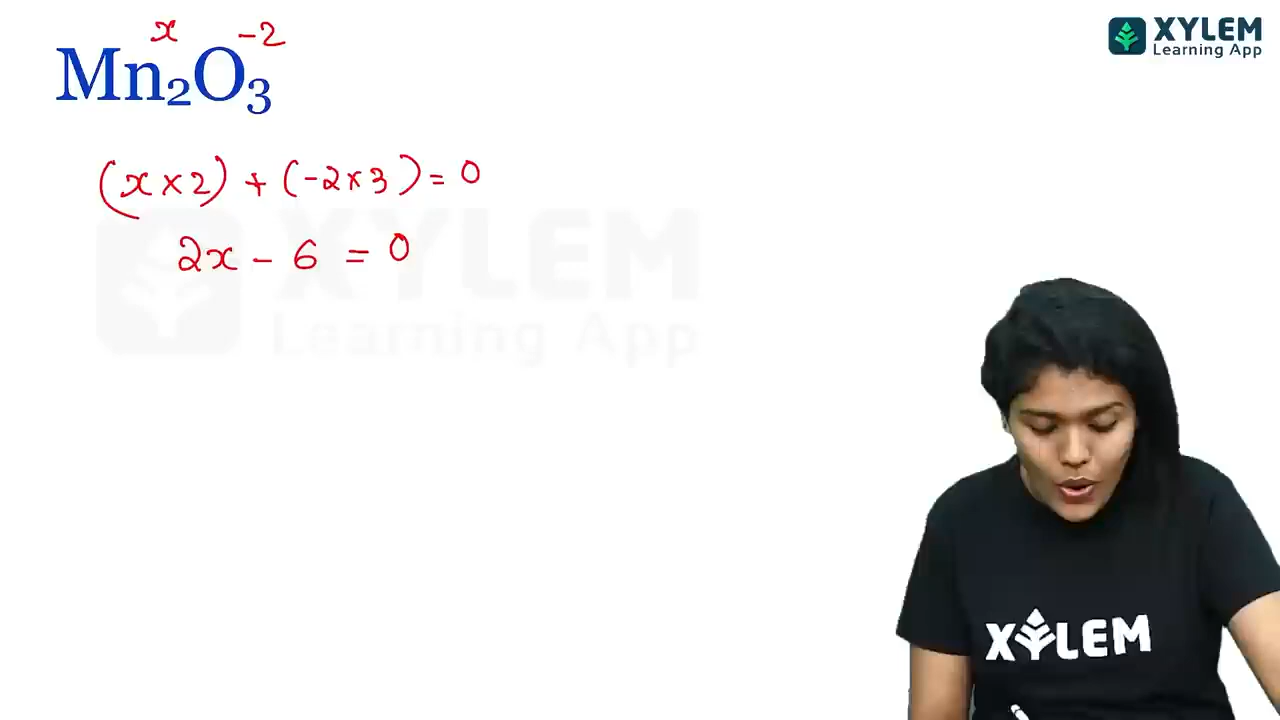 x -2
Mn₂O₃
(x × 2) + (-2 × 3) = 0
2x - 6 = 0
XYLEM
Learning App
XYLEM
Learning App
XYLEM